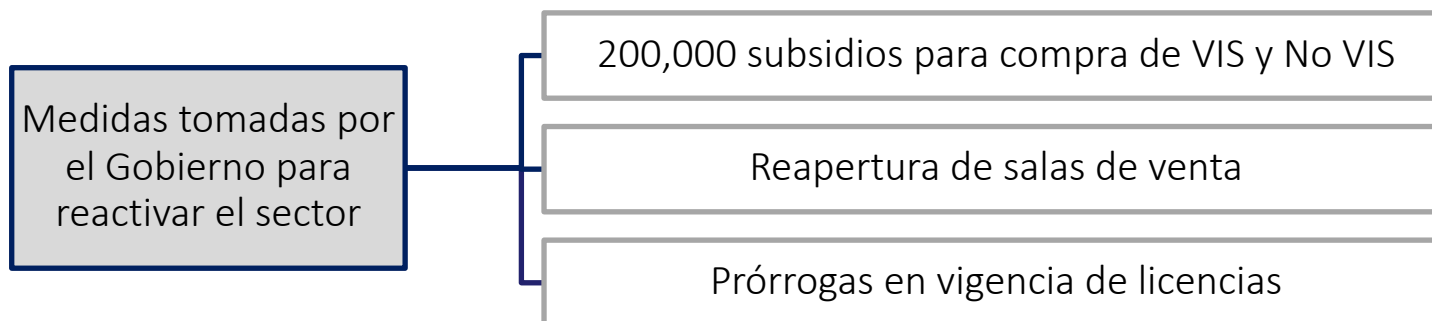 Medidas tomadas por
el Gobierno para
reactivar el sector
200,000 subsidios para compra de VIS y No VIS
Reapertura de salas de venta
Prórrogas en vigencia de licencias